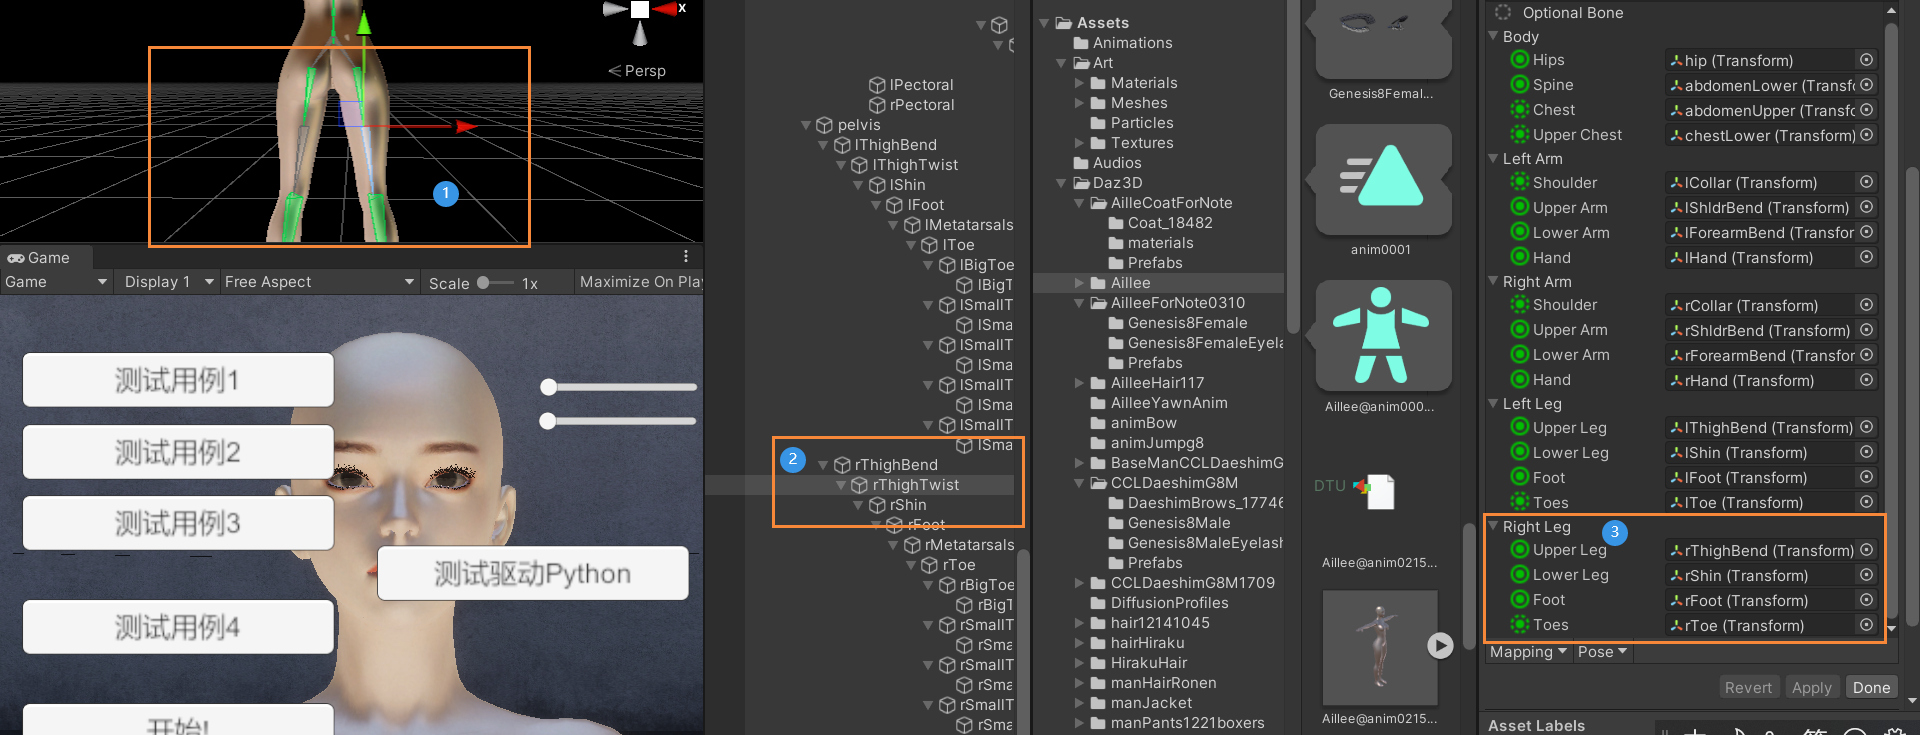 x
Persp
1
Game
Game
Display 1
Free Aspect
Scale
1x
Maximize On Play
测试用例1
测试用例2
测试用例3
测试驱动Python
测试用例4
开始!
lPectoral
rPectoral
pelvis
lThighBend
lThighTwist
lShin
lFoot
lMetatarsals
lToe
lBigToe
lBigT
lSmallT
lSma
lSmallT
lSma
lSmallT
lSma
lSmallT
lSma
2
rThighBend
rThighTwist
rShin
rFoot
rMetatarsals
rToe
rBigToe
rBigT
rSmallT
rSma
rSmallT
rSma
rSmallT
rSma
Assets
Animations
Art
Materials
Meshes
Particles
Textures
Audios
Daz3D
AilleCoatForNote
Coat_18482
materials
Prefabs
Aillee
AilleeForNote0310
Genesis8Female
Genesis8FemaleEyela
Prefabs
AilleeHair117
AilleeYawnAnim
animBow
animJumpg8
BaseManCCLDaeshimG
CCLDaeshimG8M
DaeshimBrows_17746
Genesis8Male
Genesis8MaleEyelash
Prefabs
CCLDaeshimG8M1709
DiffusionProfiles
hair12141045
hairHiraku
HirakuHair
manHairRonen
manJacket
manPants1221boxers
Genesis8Femal...
anim0001
Aillee@anim000...
DTU
Aillee@anim0215...
Aillee@anim0215...
Optional Bone
Body
Hips
hip (Transform)
Spine
abdomenLower (Transfo
Chest
abdomenUpper (Transf
Upper Chest
chestLower (Transform)
Left Arm
Shoulder
lCollar (Transform)
Upper Arm
lShldrBend (Transform)
Lower Arm
lForearmBend (Transfor
Hand
lHand (Transform)
Right Arm
Shoulder
rCollar (Transform)
Upper Arm
rShldrBend (Transform)
Lower Arm
rForearmBend (Transfor
Hand
rHand (Transform)
Left Leg
Upper Leg
lThighBend (Transform)
Lower Leg
lShin (Transform)
Foot
lFoot (Transform)
Toes
lToe (Transform)
Right Leg
3
Upper Leg
rThighBend (Transform)
Lower Leg
rShin (Transform)
Foot
rFoot (Transform)
Toes
rToe (Transform)
Mapping
Pose
Revert
Apply
Done
Asset Labels